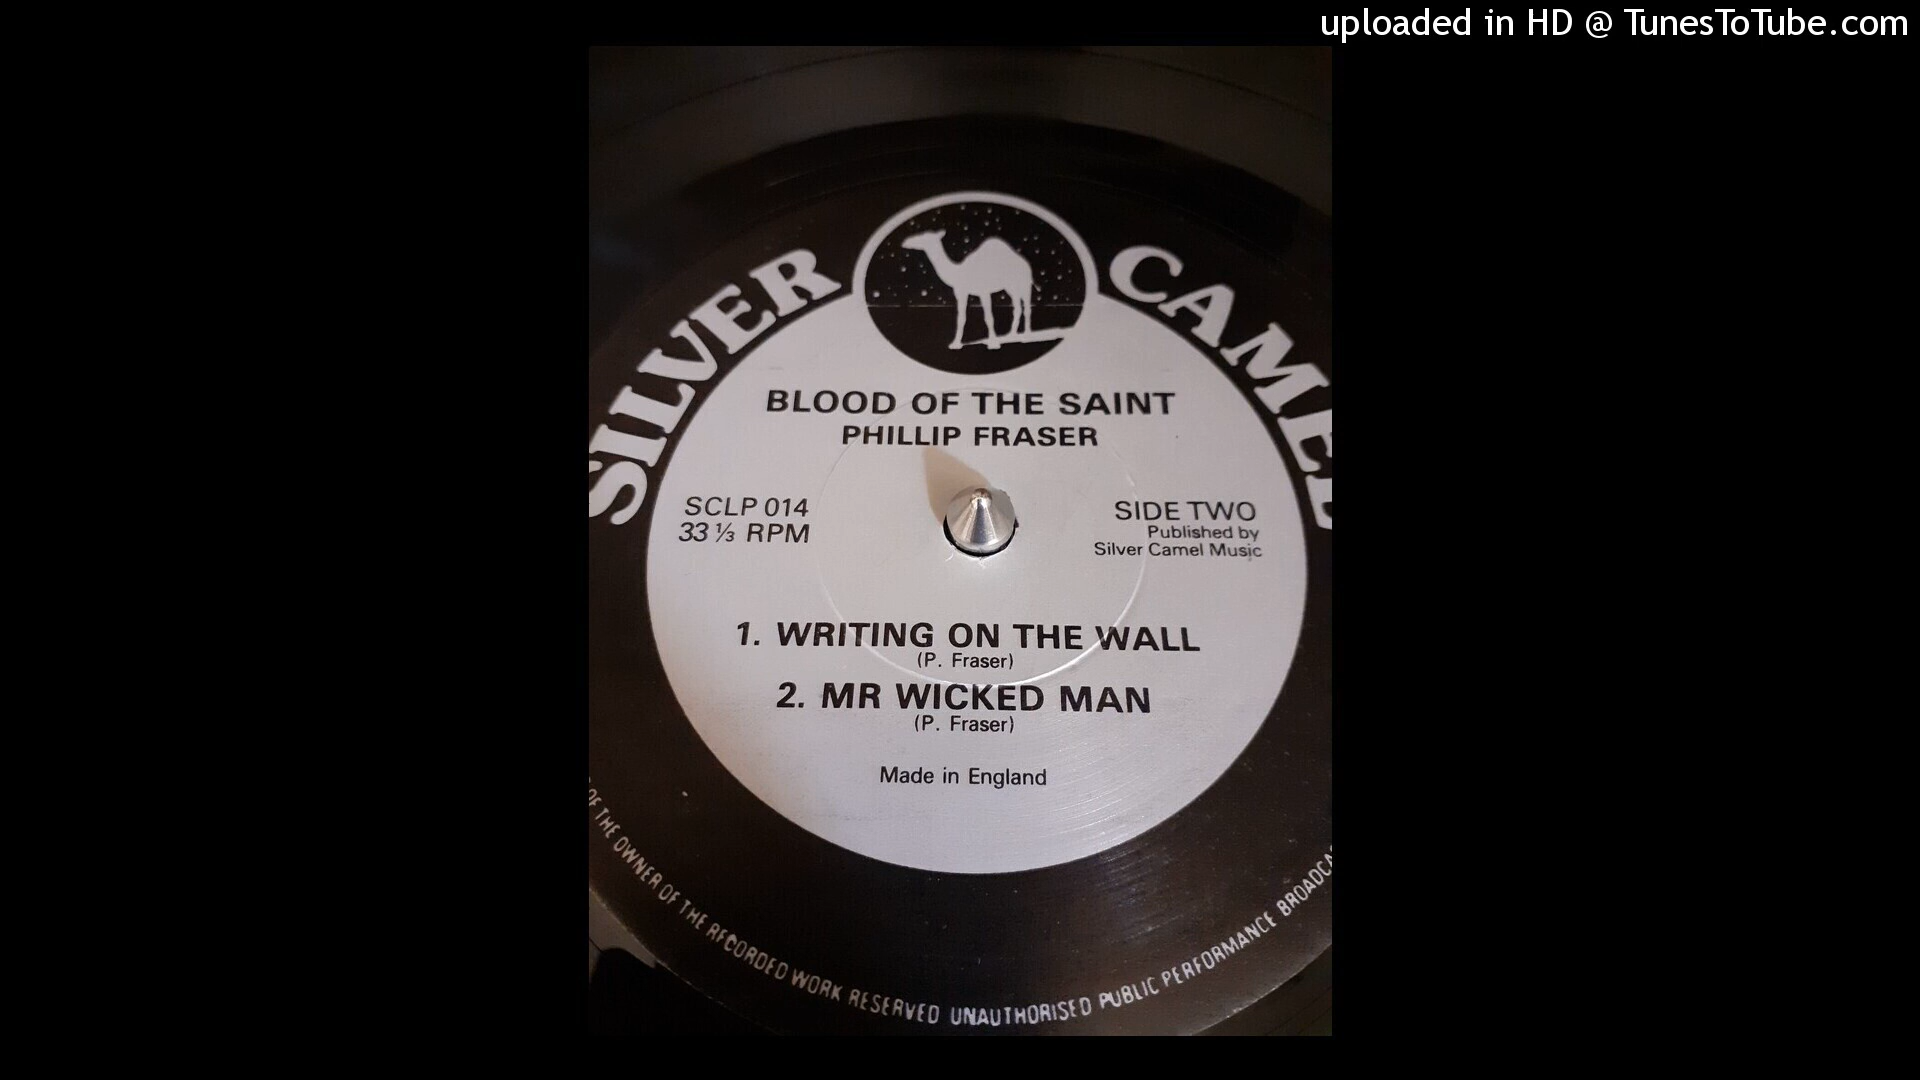 uploaded in HD @ TunesToTube.com
SILVER CAMEL
BLOOD OF THE SAINT
PHILLIP FRASER
SCLP 014
33 ⅓ RPM
SIDE TWO
Published by
Silver Camel Music
1. WRITING ON THE WALL
(P. Fraser)
2. MR WICKED MAN
(P. Fraser)
Made in England
OF THE OWNER OF THE RECORDED WORK RESERVED UNAUTHORISED PUBLIC PERFORMANCE